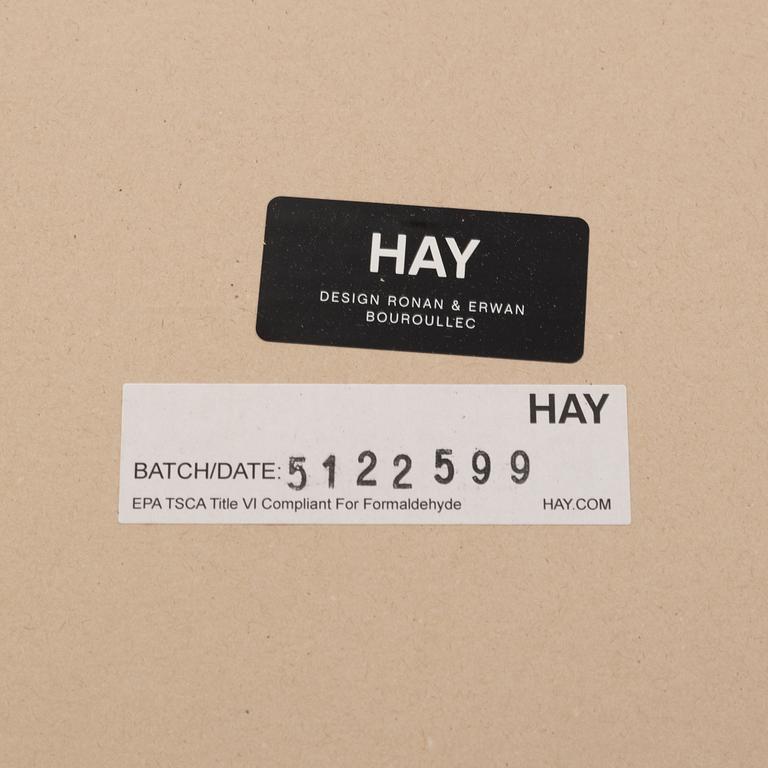 HAY
DESIGN RONAN & ERWAN
BOUROULLEC
HAY
BATCH/DATE: 5122599
EPA TSCA Title VI Compliant For Formaldehyde HAY.COM